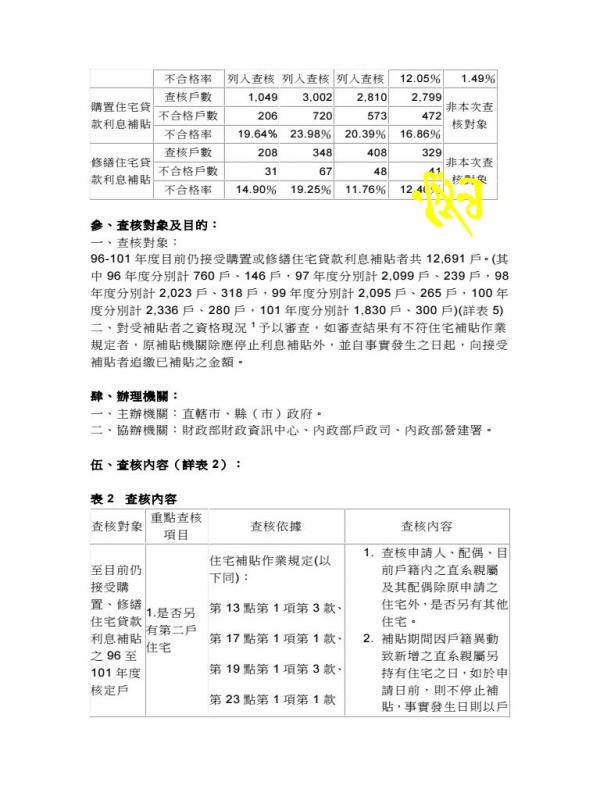 不合格率 列入查核 列入查核 列入查核 12.05% 1.49%
購置住宅貸款利息補貼 查核戶數 1,049 3,002 2,810 2,799 非本次查核對象
不合格戶數 206 720 573 472
不合格率 19.64% 23.98% 20.39% 16.86%
修繕住宅貸款利息補貼 查核戶數 208 348 408 329 非本次查核對象
不合格戶數 31 67 48 41
不合格率 14.90% 19.25% 11.76% 12.46%
參、查核對象及目的：
一、查核對象：
96-101 年度目前仍接受購置或修繕住宅貸款利息補貼者共 12,691 戶。(其
中 96 年度分別計 760 戶、146 戶，97 年度分別計 2,099 戶、239 戶，98
年度分別計 2,023 戶、318 戶，99 年度分別計 2,095 戶、265 戶，100 年
度分別計 2,336 戶、280 戶，101 年度分別計 1,830 戶、300 戶)(詳表 5)
二、對受補貼者之資格現況 1 予以審查，如審查結果有不符住宅補貼作業
規定者，原補貼機關除應停止利息補貼外，並自事實發生之日起，向接受
補貼者追繳已補貼之金額。
肆、辦理機關：
一、主辦機關：直轄市、縣（市）政府。
二、協辦機關：財政部財政資訊中心、內政部戶政司、內政部營建署。
伍、查核內容（詳表 2）：
表 2 查核內容
查核對象 重點查核項目 查核依據 查核內容
至目前仍
接受購
置、修繕
住宅貸款
利息補貼
之 96 至
101 年度
核定戶
1.是否另
有第二戶
住宅
住宅補貼作業規定(以
下同)：
第 13 點第 1 項第 3 款、
第 17 點第 1 項第 1 款、
第 19 點第 1 項第 3 款、
第 23 點第 1 項第 1 款
1. 查核申請人、配偶、目
前戶籍內之直系親屬
及其配偶除原申請之
住宅外，是否另有其他
住宅。
2. 補貼期間因戶籍異動
致新增之直系親屬另
持有住宅之日，如於申
請日前，則不停止補
貼，事實發生日則以戶